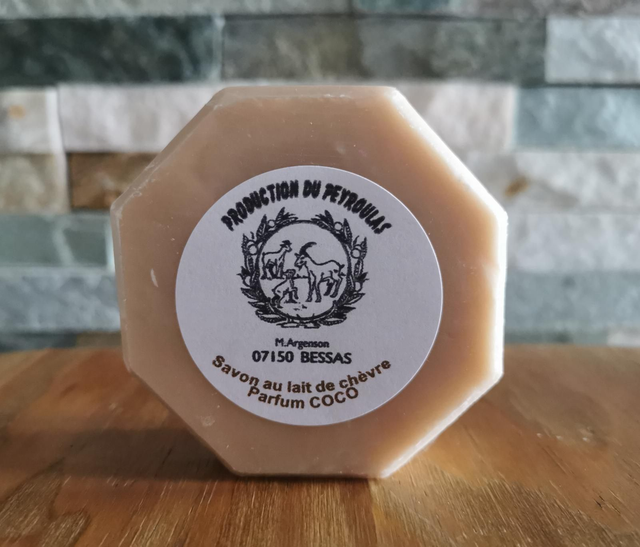 PRODUCTION DU PEYROULAS
M.Argenson
07150 BESSAS
Savon au lait de chèvre
Parfum COCO